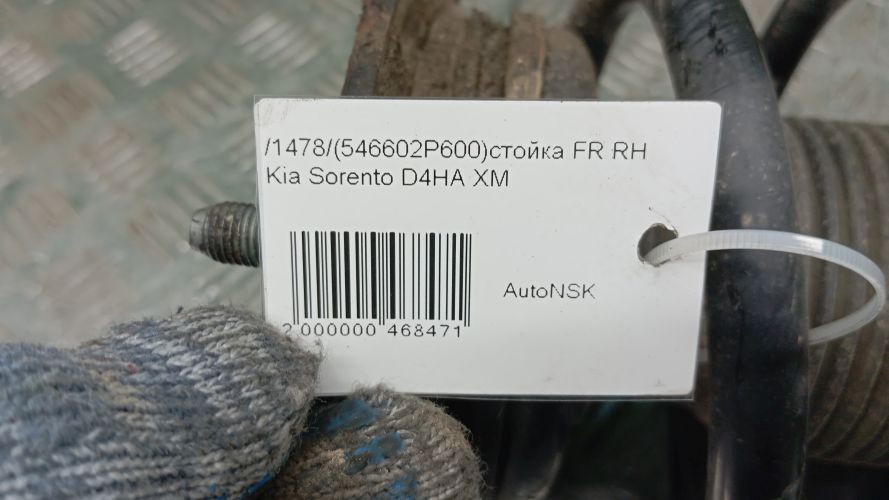 /1478/(546602P600)стойка FR RH
Kia Sorento D4HA XM
AutoNSK
2 000000 468471